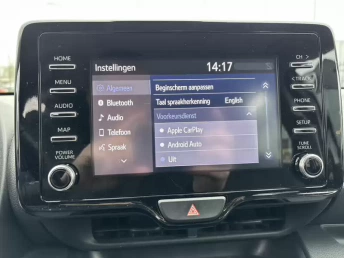 Instellingen 14:17
HOME
MENU
AUDIO
MAP
POWER
VOLUME
Algemeen
Bluetooth
Audio
Telefoon
Spraak
Beginscherm aanpassen
Taal spraakherkenning English
Voorkeurdienst
Apple CarPlay
Android Auto
Uit
CH >
< TRACK
PHONE
SETUP
TUNE
SCROLL